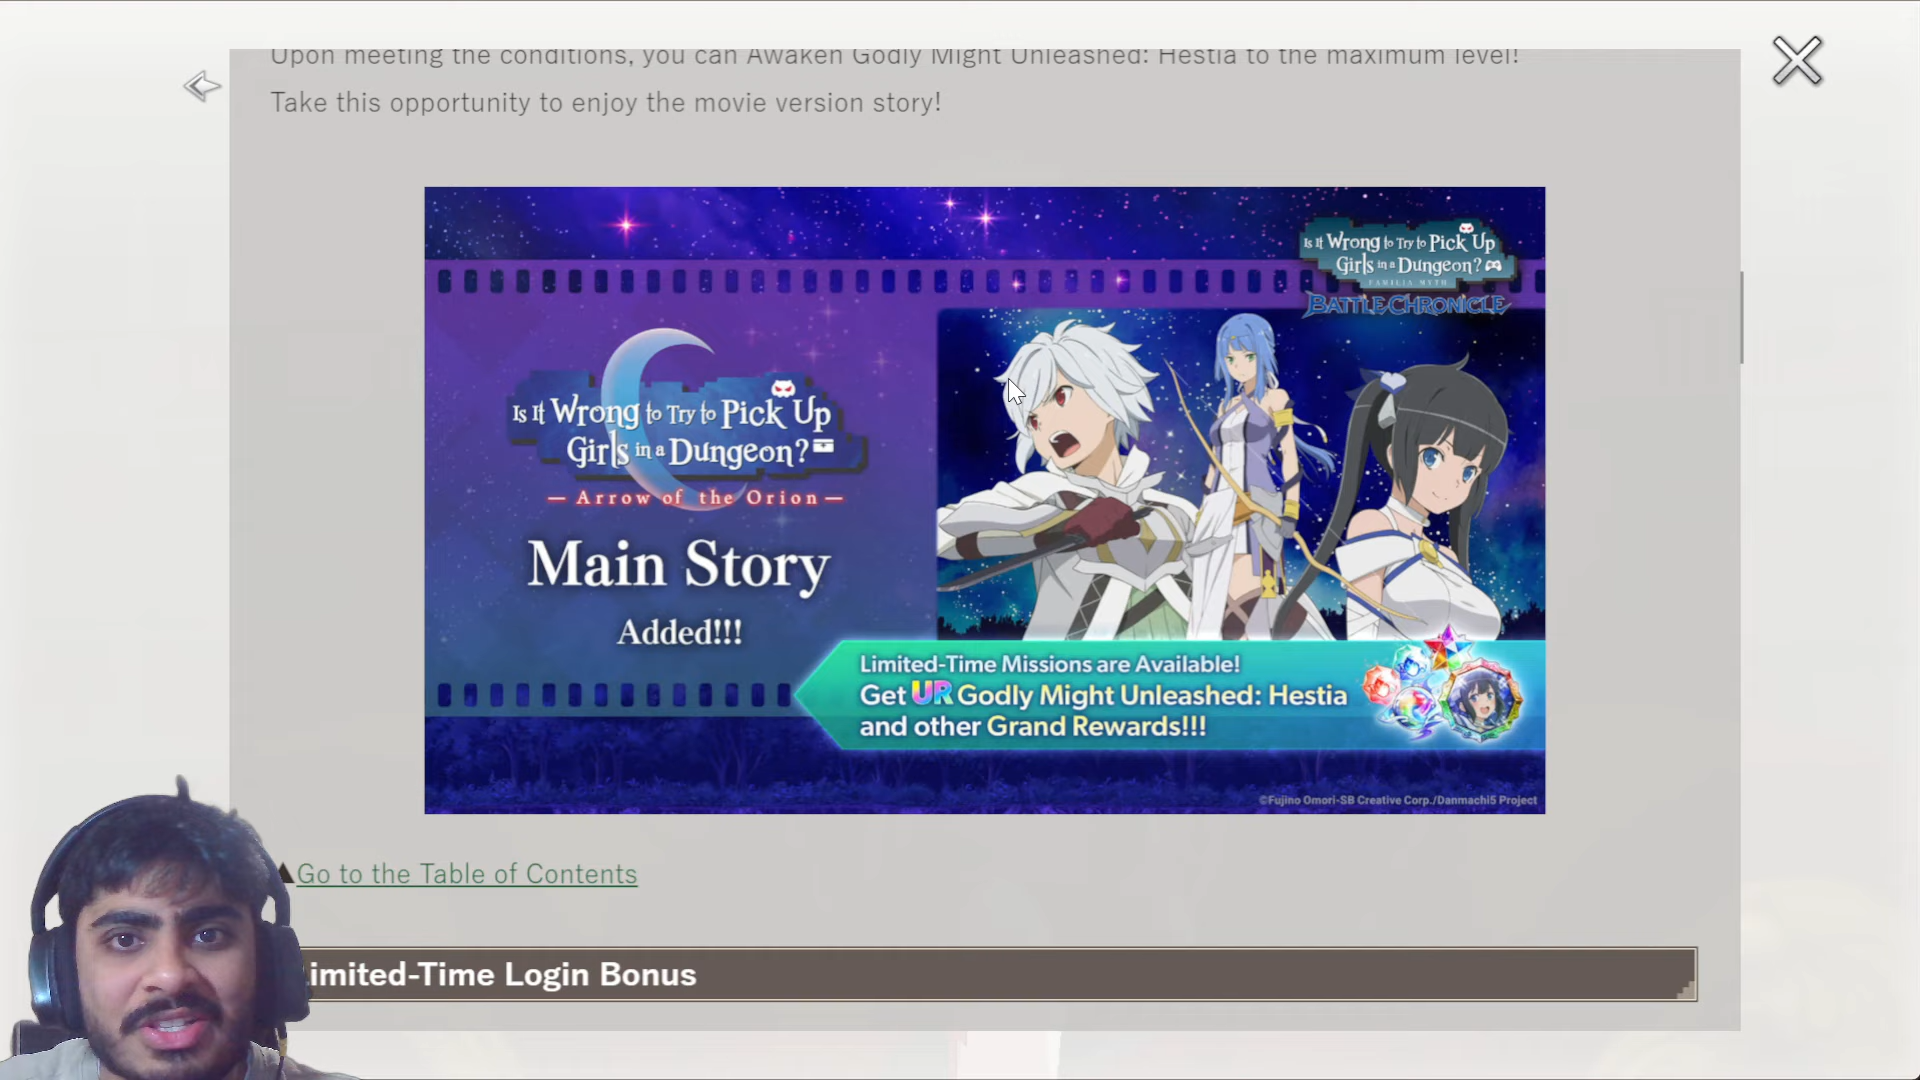 Upon meeting the conditions, you can Awaken Godly Might Unleashed: Hestia to the maximum level!
Take this opportunity to enjoy the movie version story!
Is It Wrong to Try to Pick Up
Girls in a Dungeon?
FAMILIA MYTH
BATTLE CHRONICLE
Is It Wrong to Try to Pick Up
Girls in a Dungeon?
— Arrow of the Orion —
Main Story
Added!!!
Limited-Time Missions are Available!
Get UR Godly Might Unleashed: Hestia
and other Grand Rewards!!!
©Fujino Omori-SB Creative Corp./Danmachi5 Project
▲Go to the Table of Contents
imited-Time Login Bonus